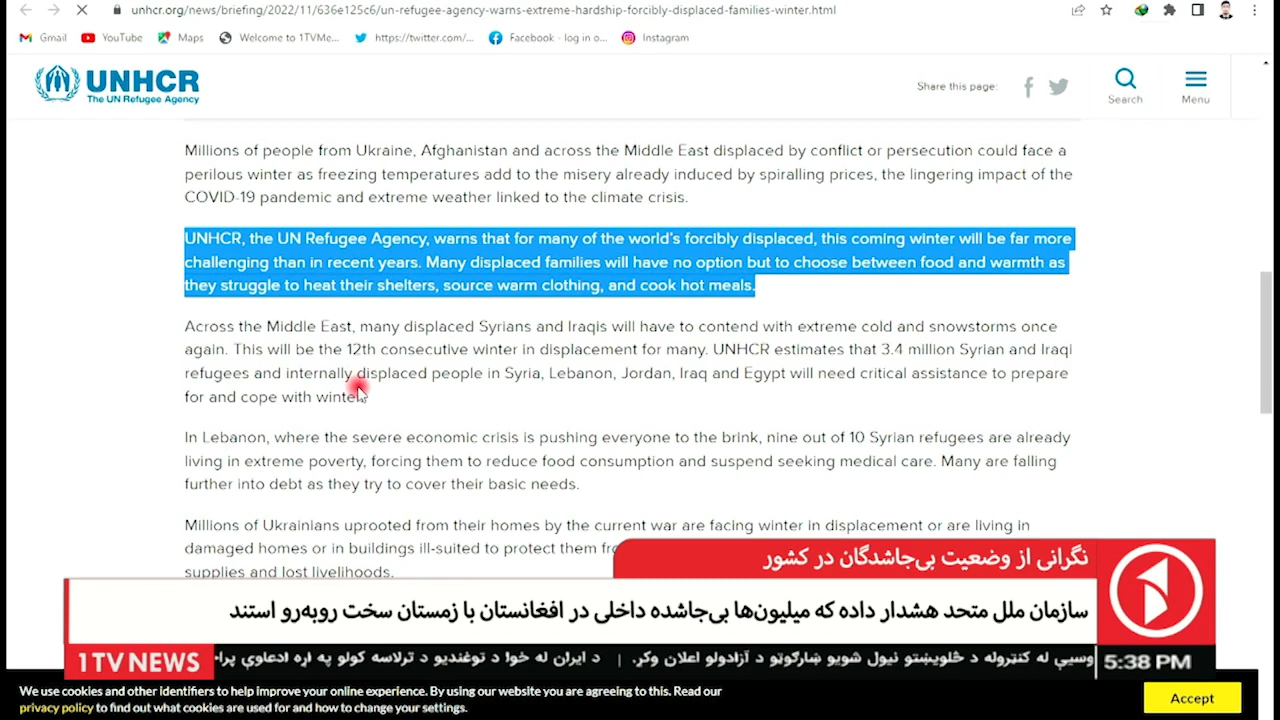 unhcr.org/news/briefing/2022/11/636e125c6/un-refugee-agency-warns-extreme-hardship-forcibly-displaced-families-winter.html
Gmail YouTube Maps Welcome to 1TVMe... https://twitter.com/... Facebook - log in o... Instagram
UNHCR
The UN Refugee Agency
Share this page:
Search
Menu
Millions of people from Ukraine, Afghanistan and across the Middle East displaced by conflict or persecution could face a
perilous winter as freezing temperatures add to the misery already induced by spiralling prices, the lingering impact of the
COVID-19 pandemic and extreme weather linked to the climate crisis.
UNHCR, the UN Refugee Agency, warns that for many of the world's forcibly displaced, this coming winter will be far more
challenging than in recent years. Many displaced families will have no option but to choose between food and warmth as
they struggle to heat their shelters, source warm clothing, and cook hot meals.
Across the Middle East, many displaced Syrians and Iraqis will have to contend with extreme cold and snowstorms once
again. This will be the 12th consecutive winter in displacement for many. UNHCR estimates that 3.4 million Syrian and Iraqi
refugees and internally displaced people in Syria, Lebanon, Jordan, Iraq and Egypt will need critical assistance to prepare
for and cope with winter.
In Lebanon, where the severe economic crisis is pushing everyone to the brink, nine out of 10 Syrian refugees are already
living in extreme poverty, forcing them to reduce food consumption and suspend seeking medical care. Many are falling
further into debt as they try to cover their basic needs.
Millions of Ukrainians uprooted from their homes by the current war are facing winter in displacement or are living in
damaged homes or in buildings ill-suited to protect them
supplies and lost livelihoods.
نگرانی از وضعیت بی‌جاشدگان در کشور
سازمان ملل متحد هشدار داده که میلیون‌ها بی‌جاشده داخلی در افغانستان با زمستان سخت روبه‌رو استند
1TV NEWS
وسیې له کنټروله د څلویښتو نیول شویو ښارګوټو د آزادولو اعلان وکړ. | د ایران له خوا د توغندیو د ترلاسه کولو په اړه ادعاوې
5:38 PM
We use cookies and other identifiers to help improve your online experience. By using our website you are agreeing to this. Read our
privacy policy to find out what cookies are used for and how to change your settings.
Accept